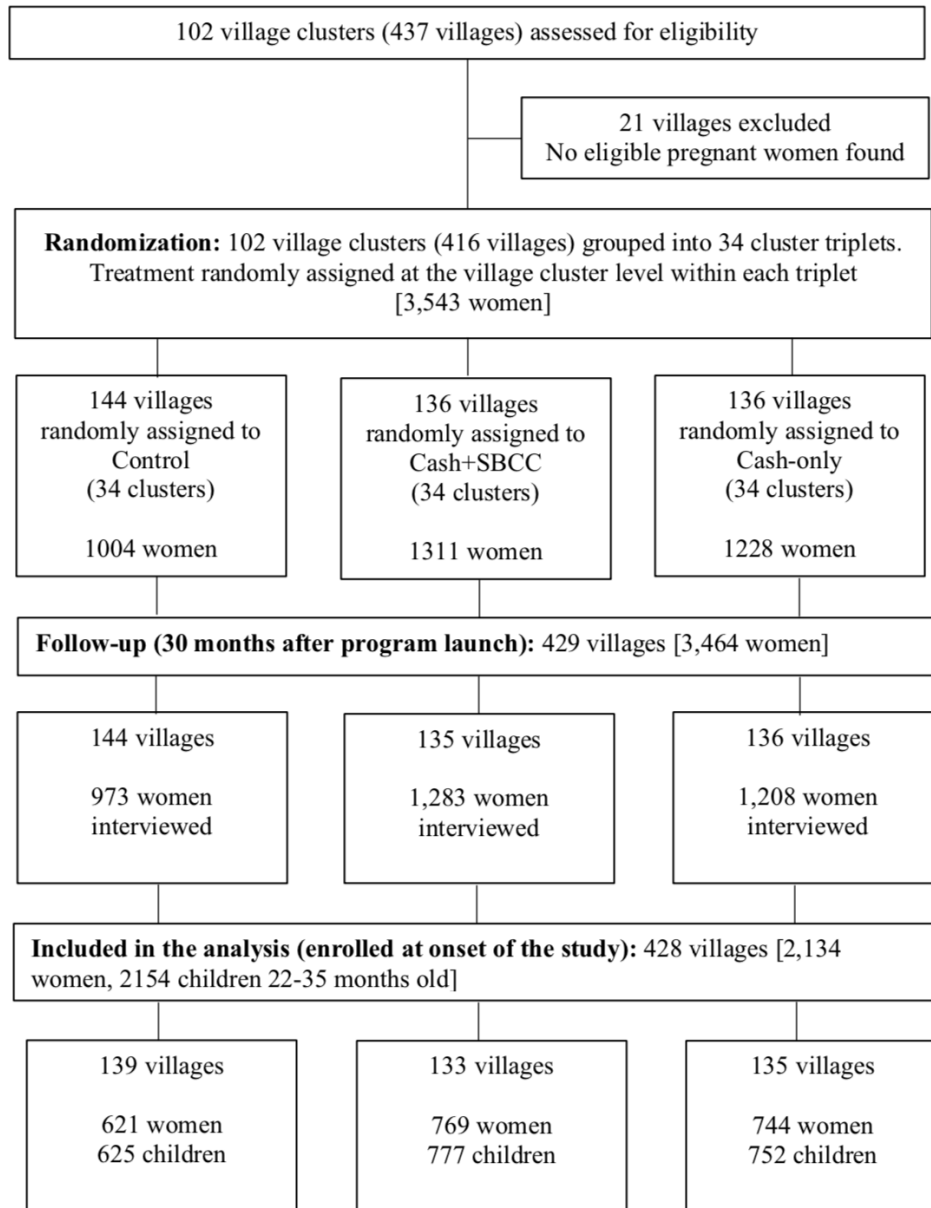 102 village clusters (437 villages) assessed for eligibility
21 villages excluded
No eligible pregnant women found
Randomization: 102 village clusters (416 villages) grouped into 34 cluster triplets.
Treatment randomly assigned at the village cluster level within each triplet
[3,543 women]
144 villages
randomly assigned to
Control
(34 clusters)
1004 women
136 villages
randomly assigned to
Cash+SBCC
(34 clusters)
1311 women
136 villages
randomly assigned to
Cash-only
(34 clusters)
1228 women
Follow-up (30 months after program launch): 429 villages [3,464 women]
144 villages
973 women
interviewed
135 villages
1,283 women
interviewed
136 villages
1,208 women
interviewed
Included in the analysis (enrolled at onset of the study): 428 villages [2,134
women, 2154 children 22-35 months old]
139 villages
621 women
625 children
133 villages
769 women
777 children
135 villages
744 women
752 children